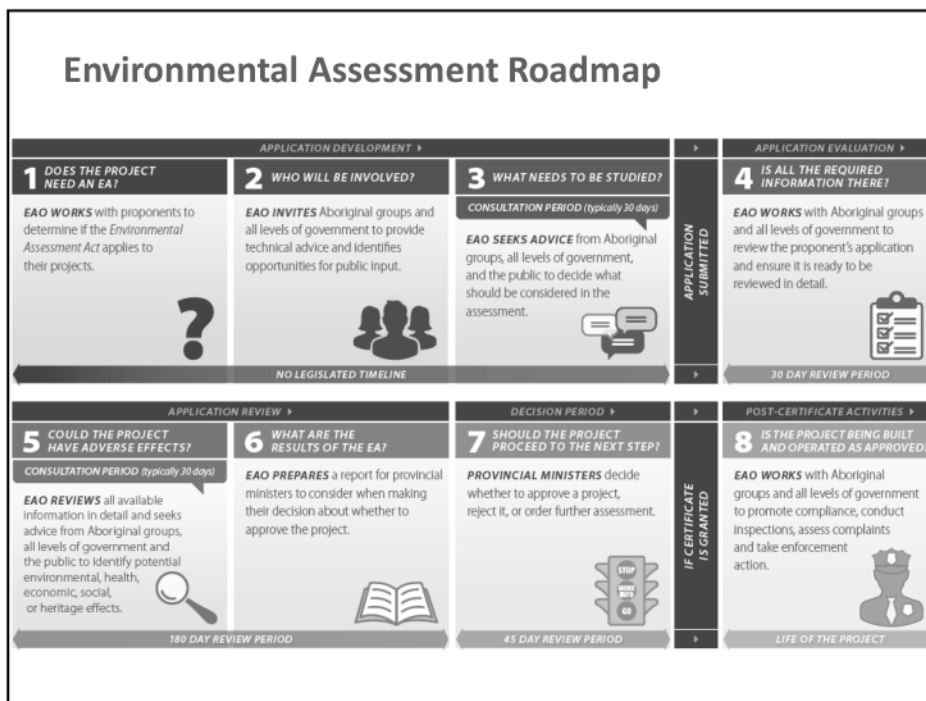 Environmental Assessment Roadmap
APPLICATION DEVELOPMENT
1 DOES THE PROJECT
NEED AN EA?
EAO WORKS with proponents to
determine if the Environmental
Assessment Act applies to
their projects.
?
2 WHO WILL BE INVOLVED?
EAO INVITES Aboriginal groups and
all levels of government to provide
technical advice and identifies
opportunities for public input.
3 WHAT NEEDS TO BE STUDIED?
CONSULTATION PERIOD (typically 30 days)
EAO SEEKS ADVICE from Aboriginal
groups, all levels of government,
and the public to decide what
should be considered in the
assessment.
NO LEGISLATED TIMELINE
APPLICATION
SUBMITTED
APPLICATION EVALUATION
4 IS ALL THE REQUIRED
INFORMATION THERE?
EAO WORKS with Aboriginal groups
and all levels of government to
review the proponent's application
and ensure it is ready to be
reviewed in detail.
30 DAY REVIEW PERIOD
APPLICATION REVIEW
5 COULD THE PROJECT
HAVE ADVERSE EFFECTS?
CONSULTATION PERIOD (typically 30 days)
EAO REVIEWS all available
information in detail and seeks
advice from Aboriginal groups,
all levels of government and
the public to identify potential
environmental, health,
economic, social,
or heritage effects.
6 WHAT ARE THE
RESULTS OF THE EA?
EAO PREPARES a report for provincial
ministers to consider when making
their decision about whether to
approve the project.
180 DAY REVIEW PERIOD
DECISION PERIOD
7 SHOULD THE PROJECT
PROCEED TO THE NEXT STEP?
PROVINCIAL MINISTERS decide
whether to approve a project,
reject it, or order further assessment.
STOP
MORE
INFO
GO
45 DAY REVIEW PERIOD
IF CERTIFICATE
IS GRANTED
POST-CERTIFICATE ACTIVITIES
8 IS THE PROJECT BEING BUILT
AND OPERATED AS APPROVED?
EAO WORKS with Aboriginal
groups and all levels of government
to promote compliance, conduct
inspections, assess complaints
and take enforcement
action.
LIFE OF THE PROJECT